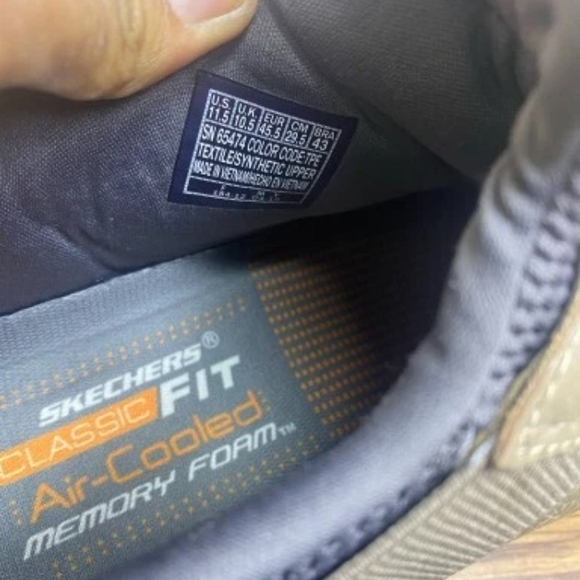 U.S. U.K. EUR CM BRA
11.5 10.5 45.5 29.5 43
SN 65474 COLOR CODE:TPE
TEXTILE/SYNTHETIC UPPER
MADE IN VIETNAM/HECHO EN VIETNAM
SKECHERS®
CLASSIC FIT
Air-Cooled
MEMORY FOAM™